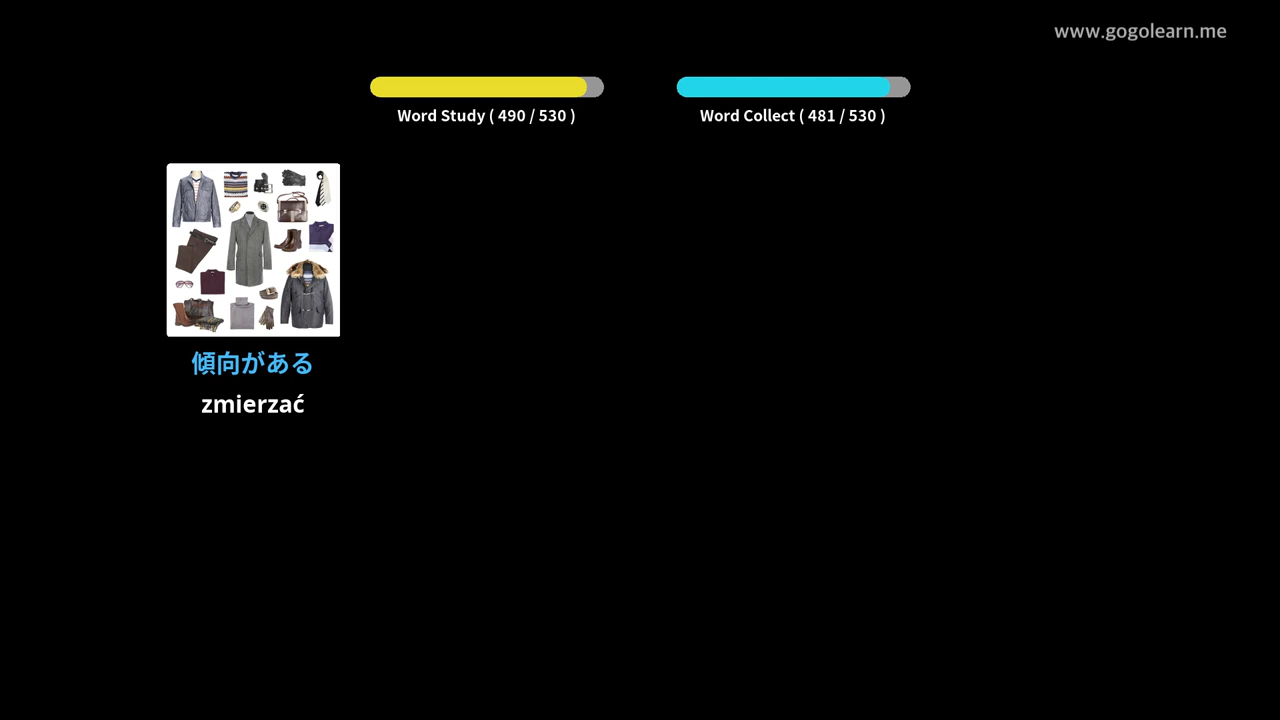 www.gogolearn.me
Word Study ( 490 / 530 )
Word Collect ( 481 / 530 )
傾向がある
zmierzać